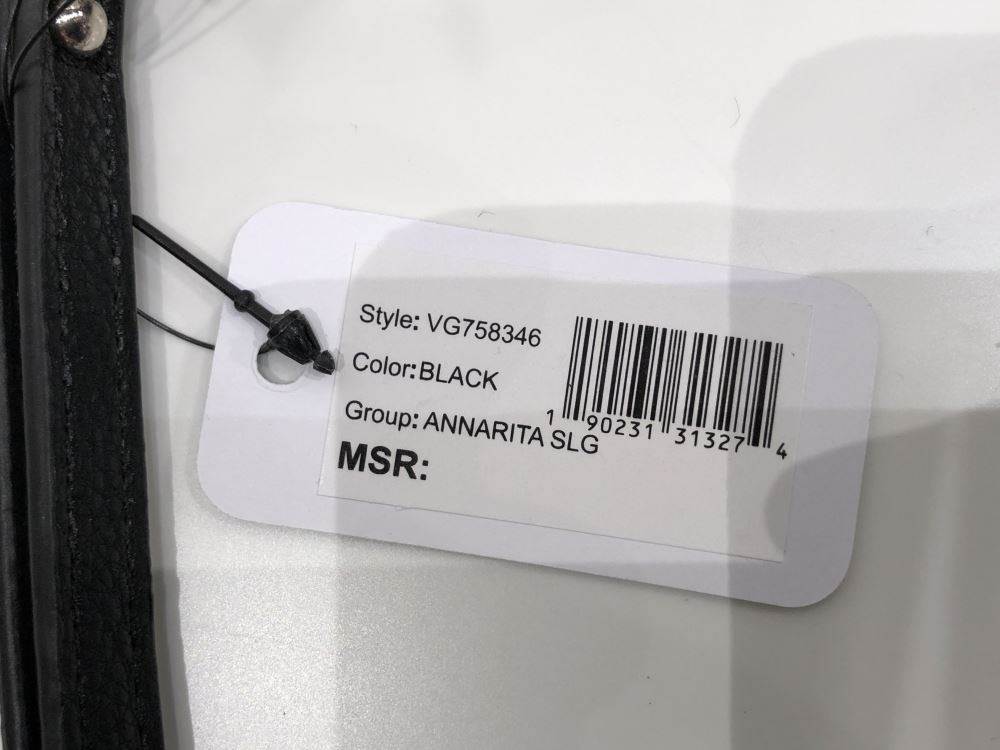 Style: VG758346
Color:BLACK
Group: ANNARITA SLG
MSR:
1 90231 31327 4